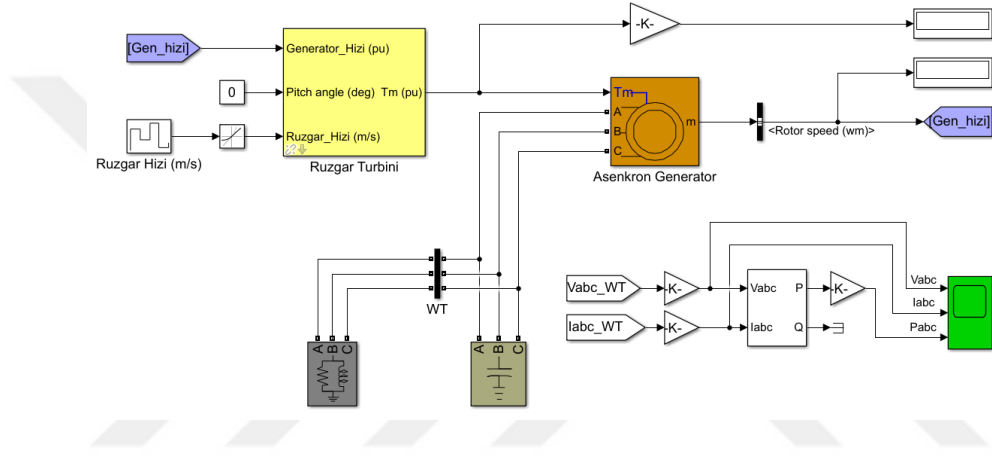 -K-
[Gen_hizi]
Generator_Hizi (pu)
0
Pitch angle (deg) Tm (pu)
Ruzgar_Hizi (m/s)
Ruzgar Hizi (m/s)
Ruzgar Turbini
Tm
A
B
C
m
Asenkron Generator
<Rotor speed (wm)>
[Gen_hizi]
WT
A B C
A B C
Vabc_WT
-K-
Vabc P
-K-
Iabc_WT
-K-
Iabc Q
Vabc
Iabc
Pabc